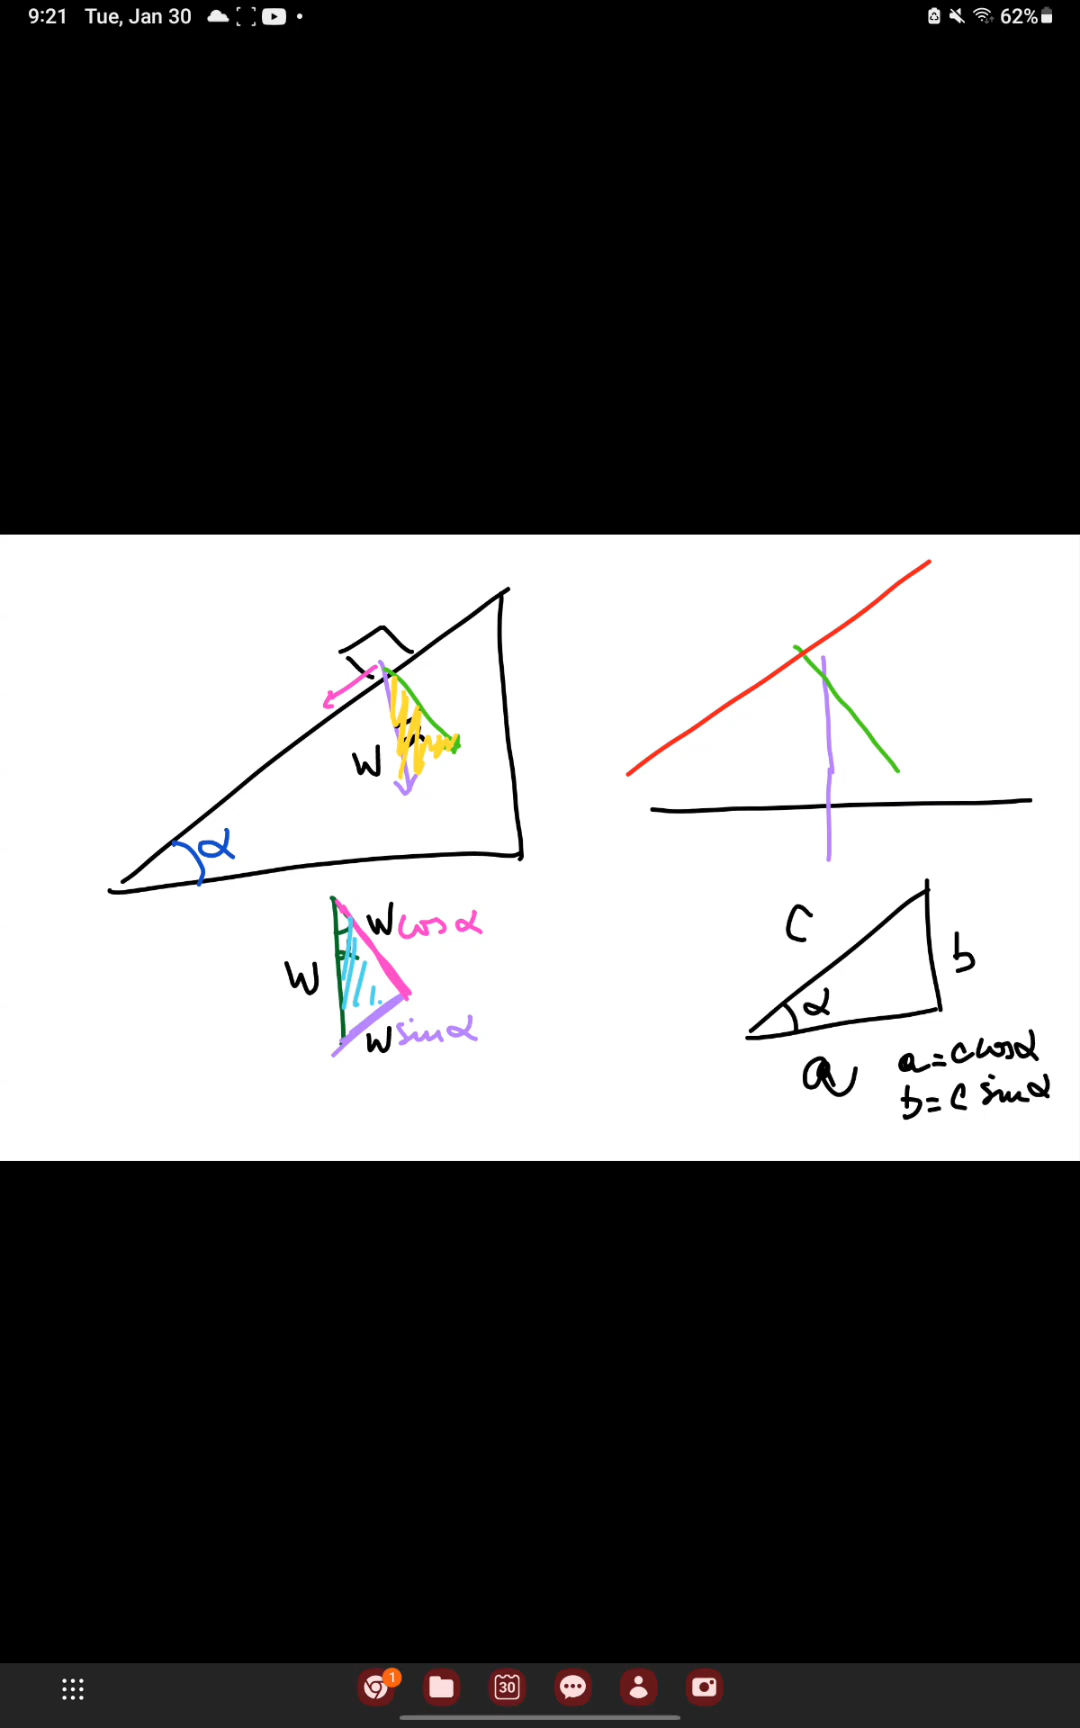 9:21 Tue, Jan 30
62%
W
α
W cos α
W
W sin α
c
b
α
a
a = c cos α
b = c sin α
1
30